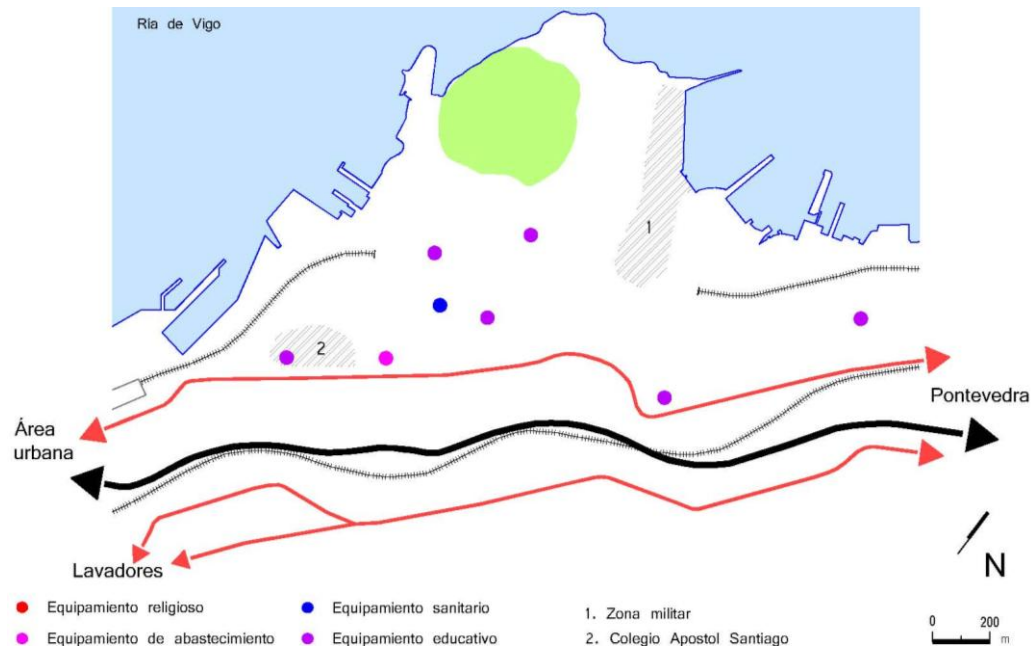 Ría de Vigo
1
2
Pontevedra
Área
urbana
Lavadores
N
Equipamiento religioso
Equipamiento sanitario
1. Zona militar
Equipamiento de abastecimiento
Equipamiento educativo
2. Colegio Apostol Santiago
0 200
m